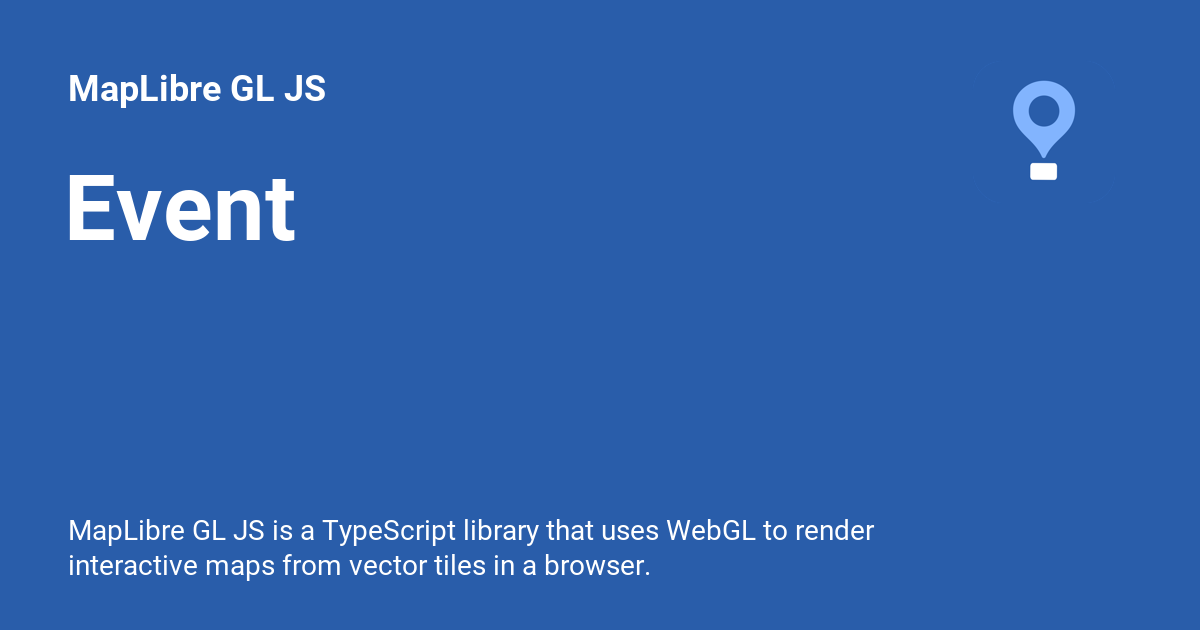 MapLibre GL JS
Event
MapLibre GL JS is a TypeScript library that uses WebGL to render
interactive maps from vector tiles in a browser.